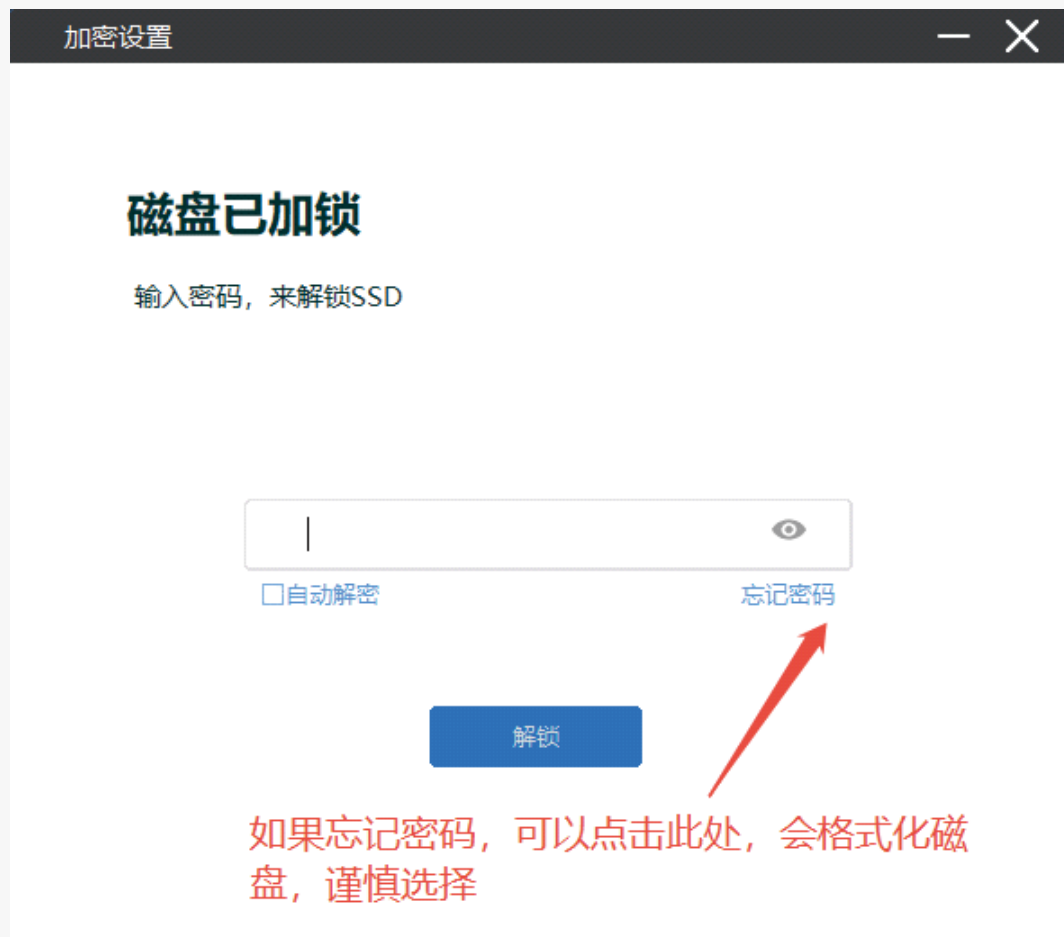 加密设置
磁盘已加锁
输入密码，来解锁SSD
自动解密
忘记密码
解锁
如果忘记密码，可以点击此处，会格式化磁
盘，谨慎选择